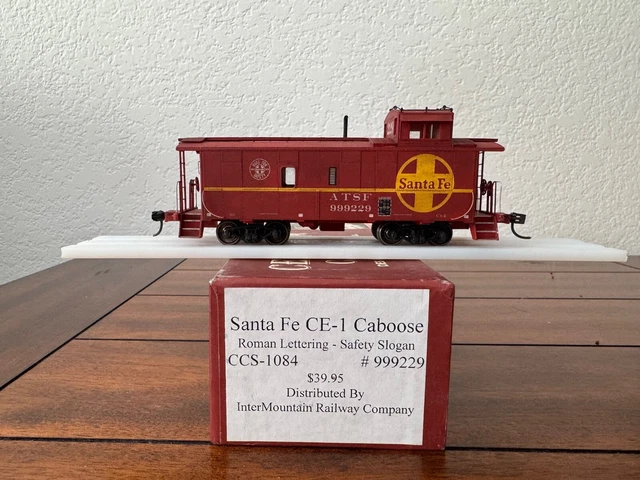 Santa Fe
ATSF
999229
Santa Fe CE-1 Caboose
Roman Lettering - Safety Slogan
CCS-1084 # 999229
$39.95
Distributed By
InterMountain Railway Company